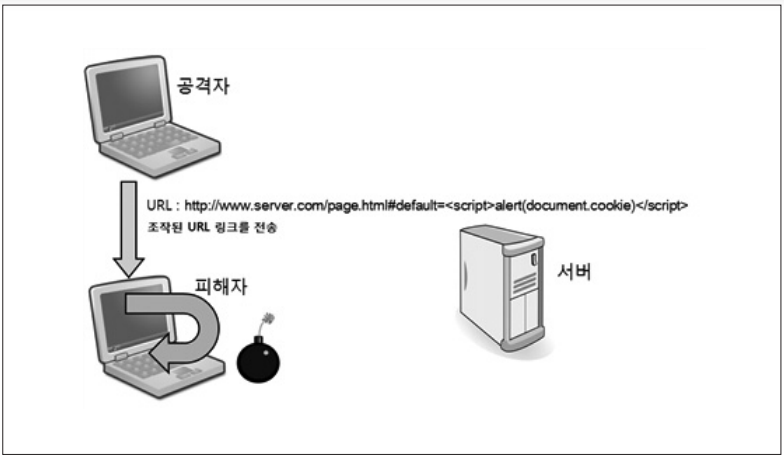 공격자
URL : http://www.server.com/page.html#default=<script>alert(document.cookie)</script>
조작된 URL 링크를 전송
피해자
서버